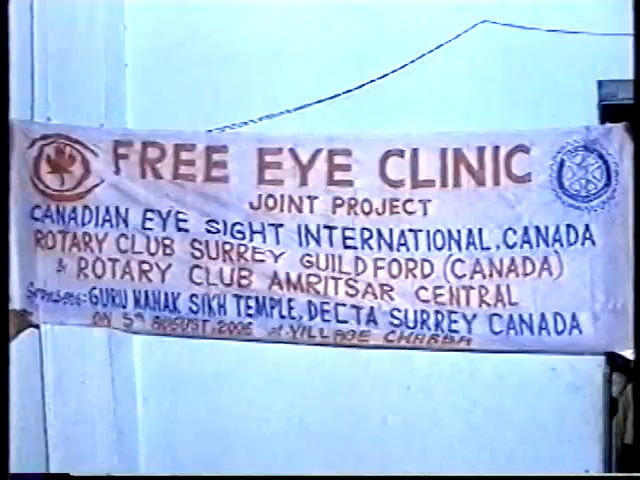 FREE EYE CLINIC
JOINT PROJECT
CANADIAN EYE SIGHT INTERNATIONAL, CANADA
ROTARY CLUB SURREY GUILDFORD (CANADA)
& ROTARY CLUB AMRITSAR CENTRAL
GURU NANAK SIKH TEMPLE, DELTA SURREY CANADA
ON 5TH AUGUST, 2005 at VILLAGE CHABBA